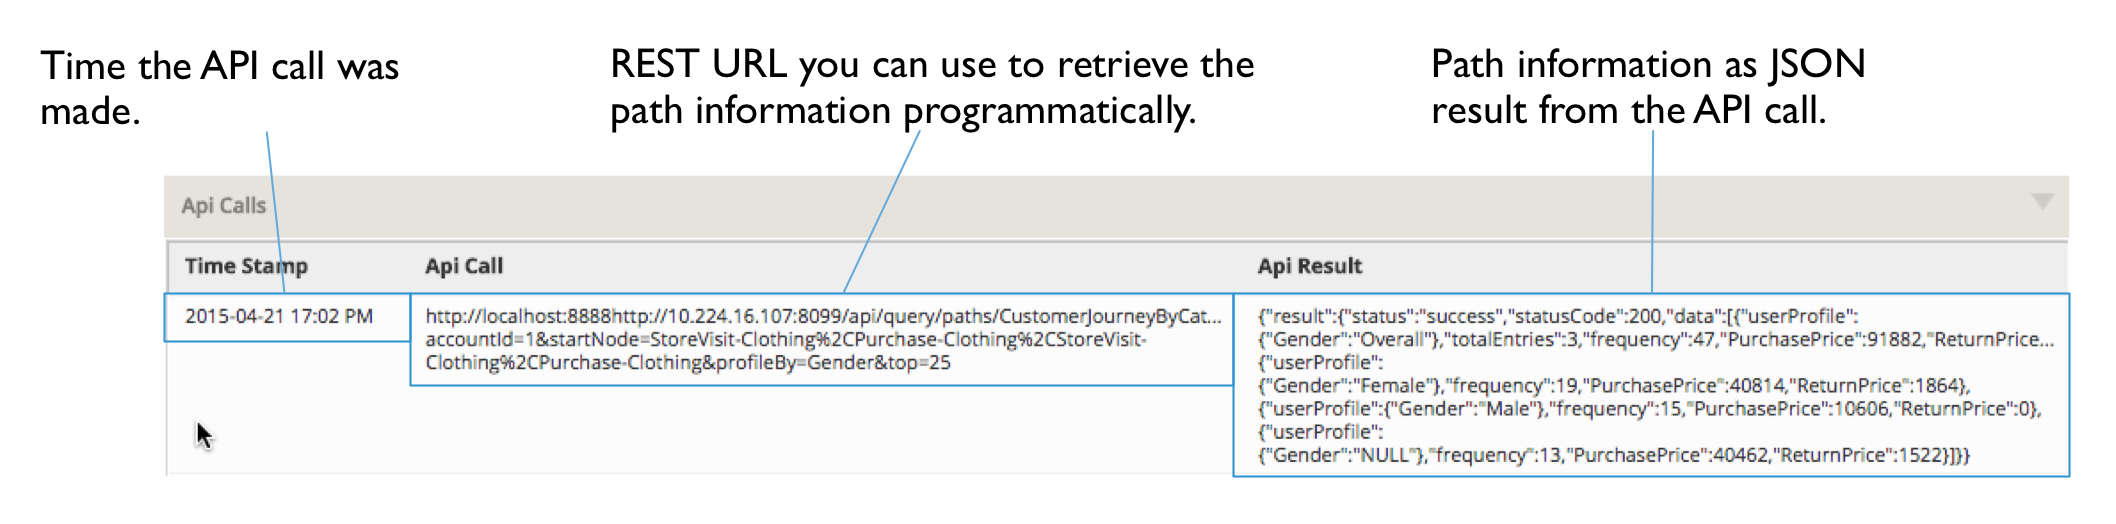 Time the API call was
made.
REST URL you can use to retrieve the
path information programmatically.
Path information as JSON
result from the API call.
Api Calls
Time Stamp
Api Call
Api Result
2015-04-21 17:02 PM
http://localhost:8888http://10.224.16.107:8099/api/query/paths/CustomerJourneyByCat...
accountId=1&startNode=StoreVisit-Clothing%2CPurchase-Clothing%2CStoreVisit-
Clothing%2CPurchase-Clothing&profileBy=Gender&top=25
{"result":{"status":"success","statusCode":200,"data":[{"userProfile":
{"Gender":"Overall"},"totalEntries":3,"frequency":47,"PurchasePrice":91882,"ReturnPrice...
{"userProfile":
{"Gender":"Female"},"frequency":19,"PurchasePrice":40814,"ReturnPrice":1864},
{"userProfile":{"Gender":"Male"},"frequency":15,"PurchasePrice":10606,"ReturnPrice":0},
{"userProfile":
{"Gender":"NULL"},"frequency":13,"PurchasePrice":40462,"ReturnPrice":1522}]}}